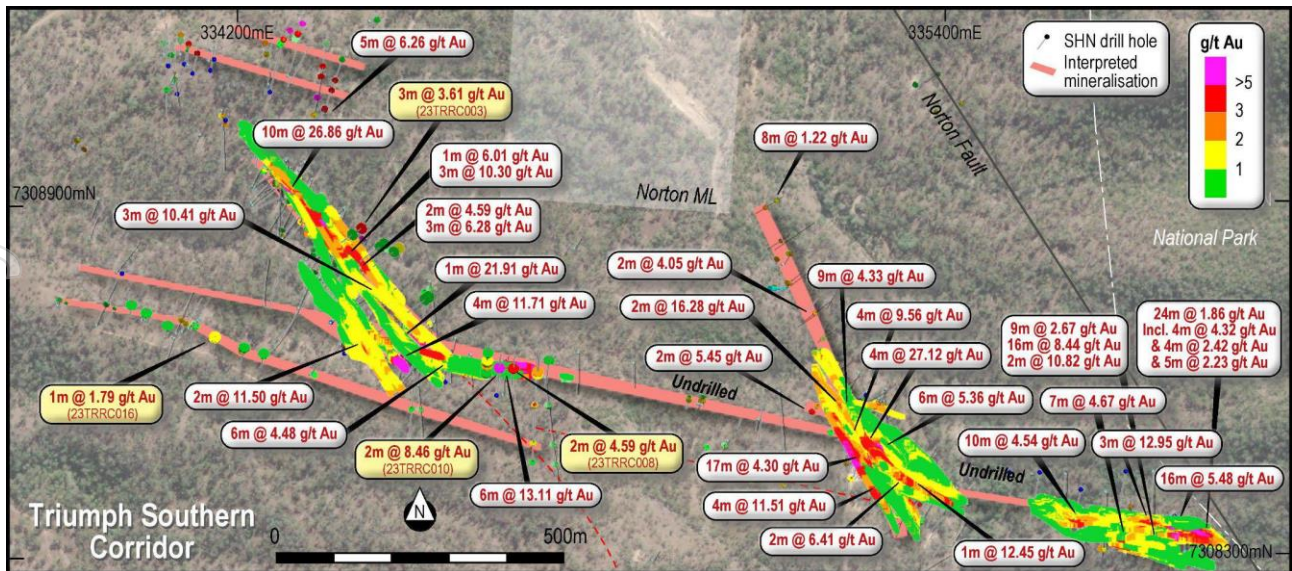 334200mE
335400mE
5m @ 6.26 g/t Au
SHN drill hole
Interpreted
mineralisation
g/t Au
>5
3
2
1
3m @ 3.61 g/t Au
(23TRRC003)
Norton Fault
10m @ 26.86 g/t Au
8m @ 1.22 g/t Au
1m @ 6.01 g/t Au
3m @ 10.30 g/t Au
7308900mN
Norton ML
3m @ 10.41 g/t Au
2m @ 4.59 g/t Au
3m @ 6.28 g/t Au
National Park
1m @ 21.91 g/t Au
2m @ 4.05 g/t Au
9m @ 4.33 g/t Au
4m @ 11.71 g/t Au
2m @ 16.28 g/t Au
4m @ 9.56 g/t Au
9m @ 2.67 g/t Au
16m @ 8.44 g/t Au
2m @ 10.82 g/t Au
24m @ 1.86 g/t Au
Incl. 4m @ 4.32 g/t Au
& 4m @ 2.42 g/t Au
& 5m @ 2.23 g/t Au
2m @ 5.45 g/t Au
4m @ 27.12 g/t Au
Undrilled
1m @ 1.79 g/t Au
(23TRRC016)
2m @ 11.50 g/t Au
6m @ 5.36 g/t Au
7m @ 4.67 g/t Au
6m @ 4.48 g/t Au
10m @ 4.54 g/t Au
3m @ 12.95 g/t Au
2m @ 8.46 g/t Au
(23TRRC010)
2m @ 4.59 g/t Au
(23TRRC008)
17m @ 4.30 g/t Au
Undrilled
16m @ 5.48 g/t Au
6m @ 13.11 g/t Au
4m @ 11.51 g/t Au
Triumph Southern
Corridor
N
0
500m
2m @ 6.41 g/t Au
1m @ 12.45 g/t Au
7308300mN